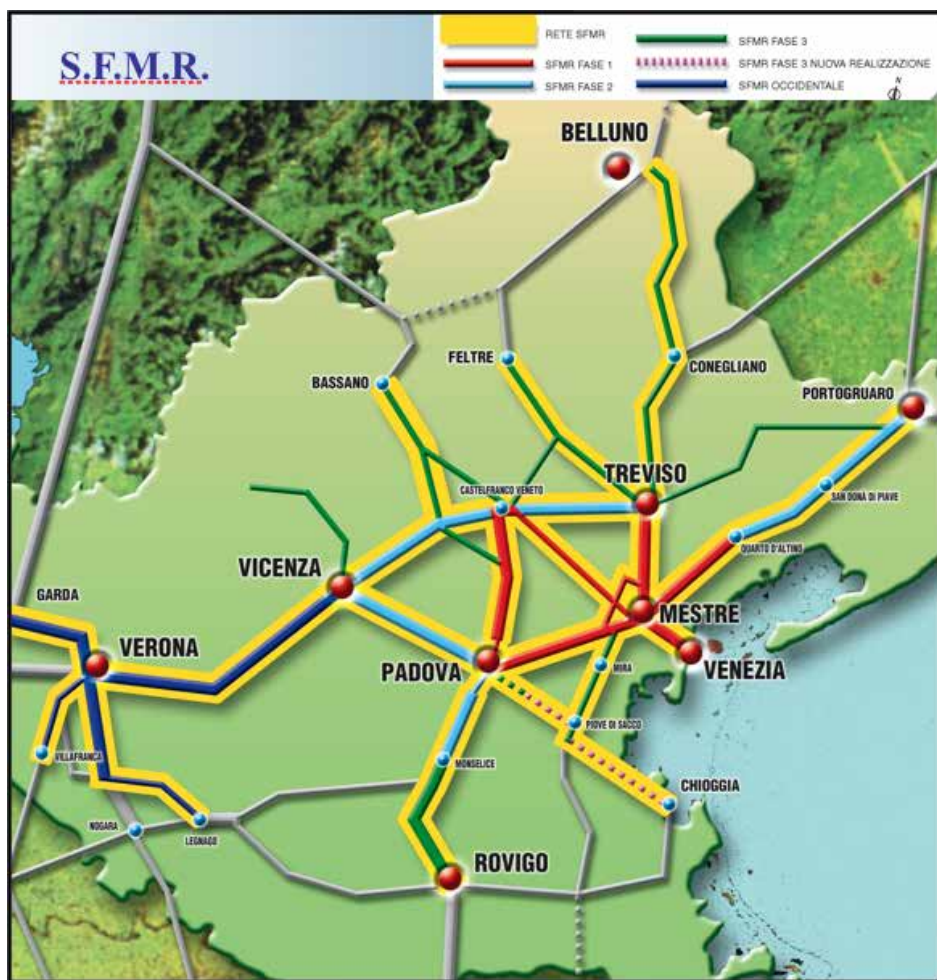 S.F.M.R.
RETE SFMR
SFMR FASE 1
SFMR FASE 2
SFMR FASE 3
SFMR FASE 3 NUOVA REALIZZAZIONE
SFMR OCCIDENTALE
N
BELLUNO
FELTRE
CONEGLIANO
BASSANO
PORTOGRUARO
TREVISO
CASTELFRANCO VENETO
SAN DONÀ DI PIAVE
QUARTO D'ALTINO
VICENZA
GARDA
MESTRE
VERONA
PADOVA
VENEZIA
MIRA
PIOVE DI SACCO
VILLAFRANCA
MONSELICE
CHIOGGIA
NOGARA
LEGNAGO
ROVIGO